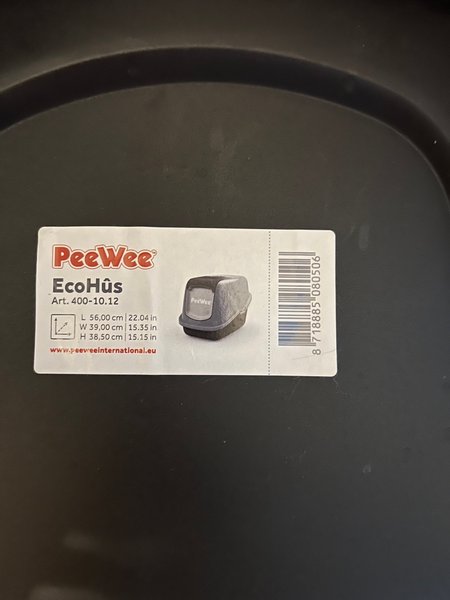 PeeWee®
EcoHûs
Art. 400-10.12
L 56,00 cm | 22.04 in
W 39,00 cm | 15.35 in
H 38,50 cm | 15.15 in
www.peeweeinternational.eu
PeeWee
8 718885 080506